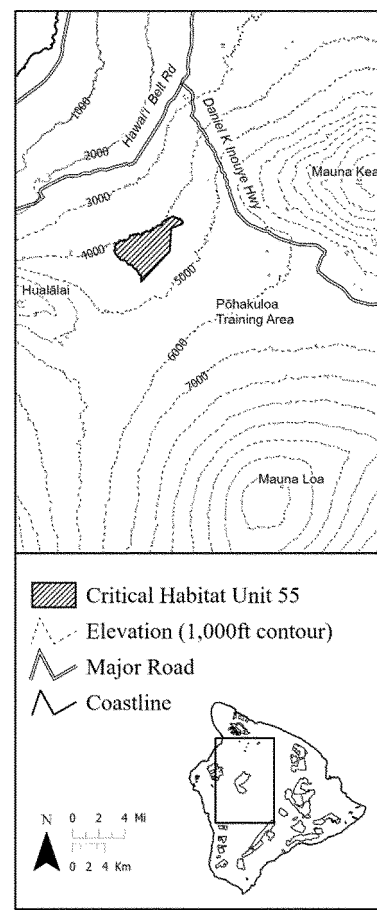 1000
Hawai'i Belt Rd
Daniel K Inouye Hwy
2000
Mauna Kea
3000
4000
Hualālai
5000
Pōhakuloa
Training Area
6000
7000
Mauna Loa
Critical Habitat Unit 55
Elevation (1,000ft contour)
Major Road
Coastline
N
0 2 4 Mi
0 2 4 Km